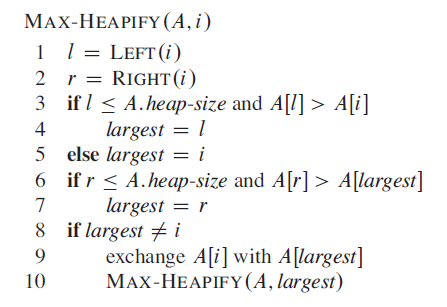 MAX-HEAPIFY(A, i)
1 l = LEFT(i)
2 r = RIGHT(i)
3 if l ≤ A.heap-size and A[l] > A[i]
4 largest = l
5 else largest = i
6 if r ≤ A.heap-size and A[r] > A[largest]
7 largest = r
8 if largest ≠ i
9 exchange A[i] with A[largest]
10 MAX-HEAPIFY(A, largest)